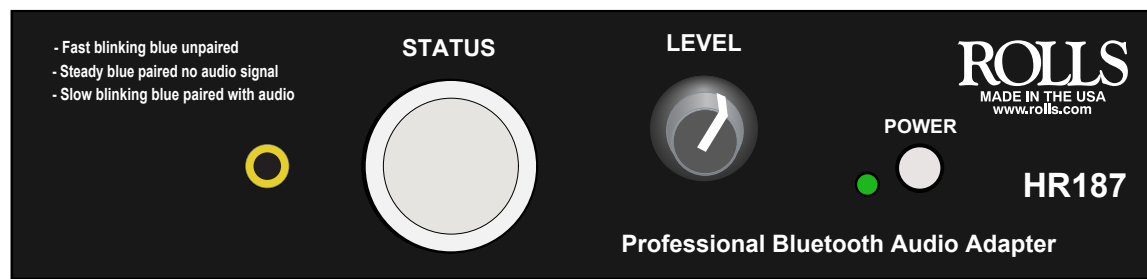 - Fast blinking blue unpaired
- Steady blue paired no audio signal
- Slow blinking blue paired with audio
STATUS
LEVEL
ROLLS
MADE IN THE USA
www.rolls.com
POWER
HR187
Professional Bluetooth Audio Adapter